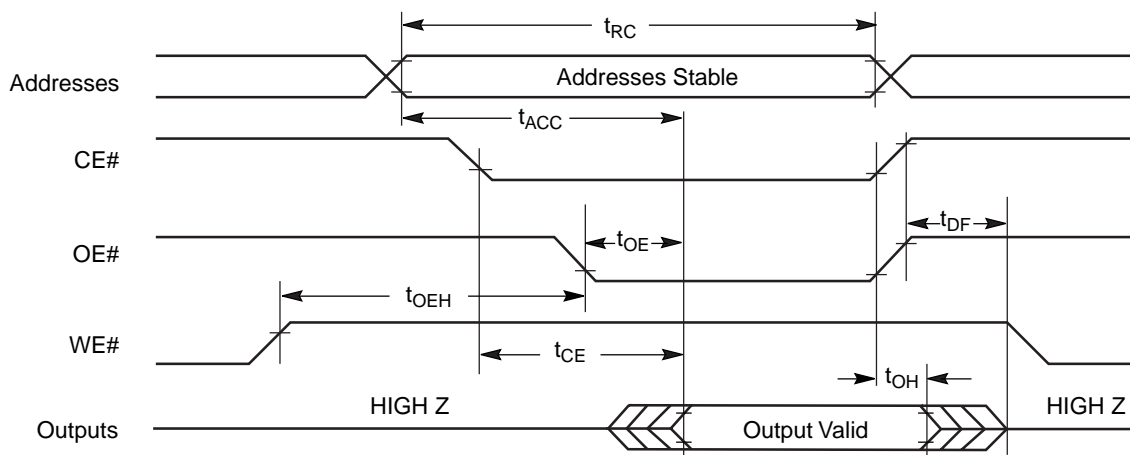 tRC
Addresses
Addresses Stable
tACC
CE#
tDF
OE#
tOE
tOEH
WE#
tCE
tOH
HIGH Z
HIGH Z
Outputs
Output Valid